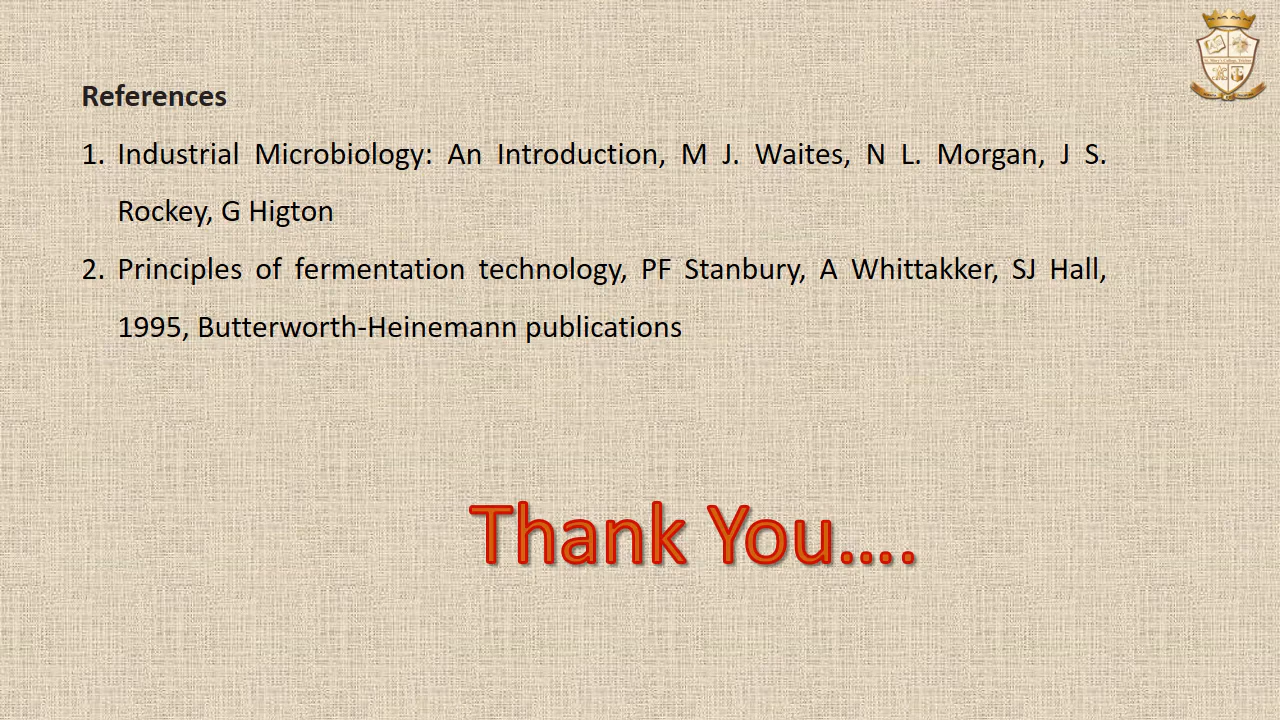 References
1. Industrial Microbiology: An Introduction, M J. Waites, N L. Morgan, J S.
Rockey, G Higton
2. Principles of fermentation technology, PF Stanbury, A Whittakker, SJ Hall,
1995, Butterworth-Heinemann publications
Thank You....